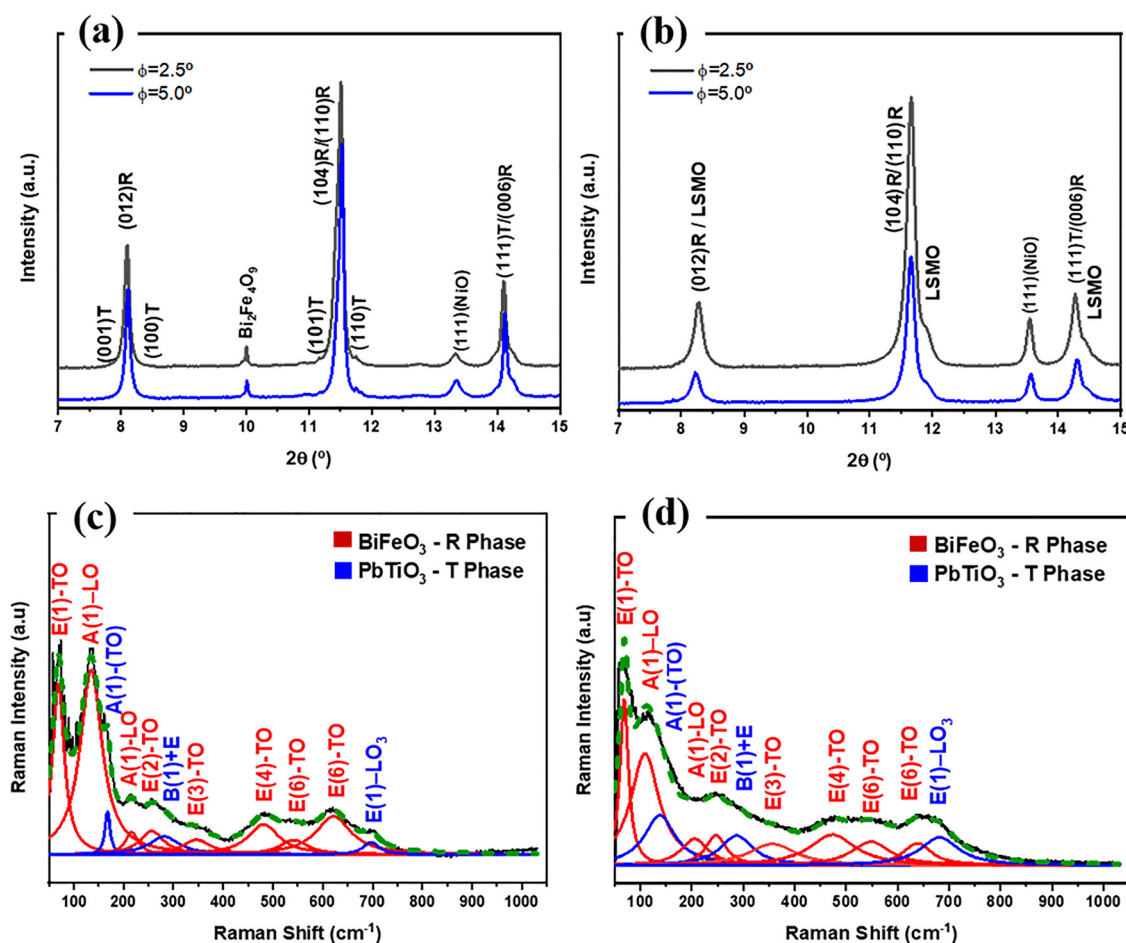 (a)
ϕ=2.5º
ϕ=5.0º
Intensity (a.u.)
(001)T
(012)R
(100)T
Bi2Fe4O9
(101)T
(104)R/(110)R
(110)T
(111)(NiO)
(111)T/(006)R
7 8 9 10 11 12 13 14 15
2θ (º)
(b)
ϕ=2.5º
ϕ=5.0º
Intensity (a.u.)
(012)R / LSMO
(104)R/(110)R
LSMO
(111)(NiO)
(111)T/(006)R
LSMO
7 8 9 10 11 12 13 14 15
2θ (º)
(c)
BiFeO3 - R Phase
PbTiO3 - T Phase
Raman Intensity (a.u)
E(1)-TO
A(1)–LO
A(1)-(TO)
A(1)-LO
E(2)-TO
B(1)+E
E(3)-TO
E(4)-TO
E(6)-TO
E(6)-TO
E(1)–LO3
100 200 300 400 500 600 700 800 900 1000
Raman Shift (cm-1)
(d)
BiFeO3 - R Phase
PbTiO3 - T Phase
Raman Intensity (a.u)
E(1)-TO
A(1)–LO
A(1)-(TO)
A(1)-LO
E(2)-TO
B(1)+E
E(3)-TO
E(4)-TO
E(6)-TO
E(6)-TO
E(1)–LO3
100 200 300 400 500 600 700 800 900 1000
Raman Shift (cm-1)